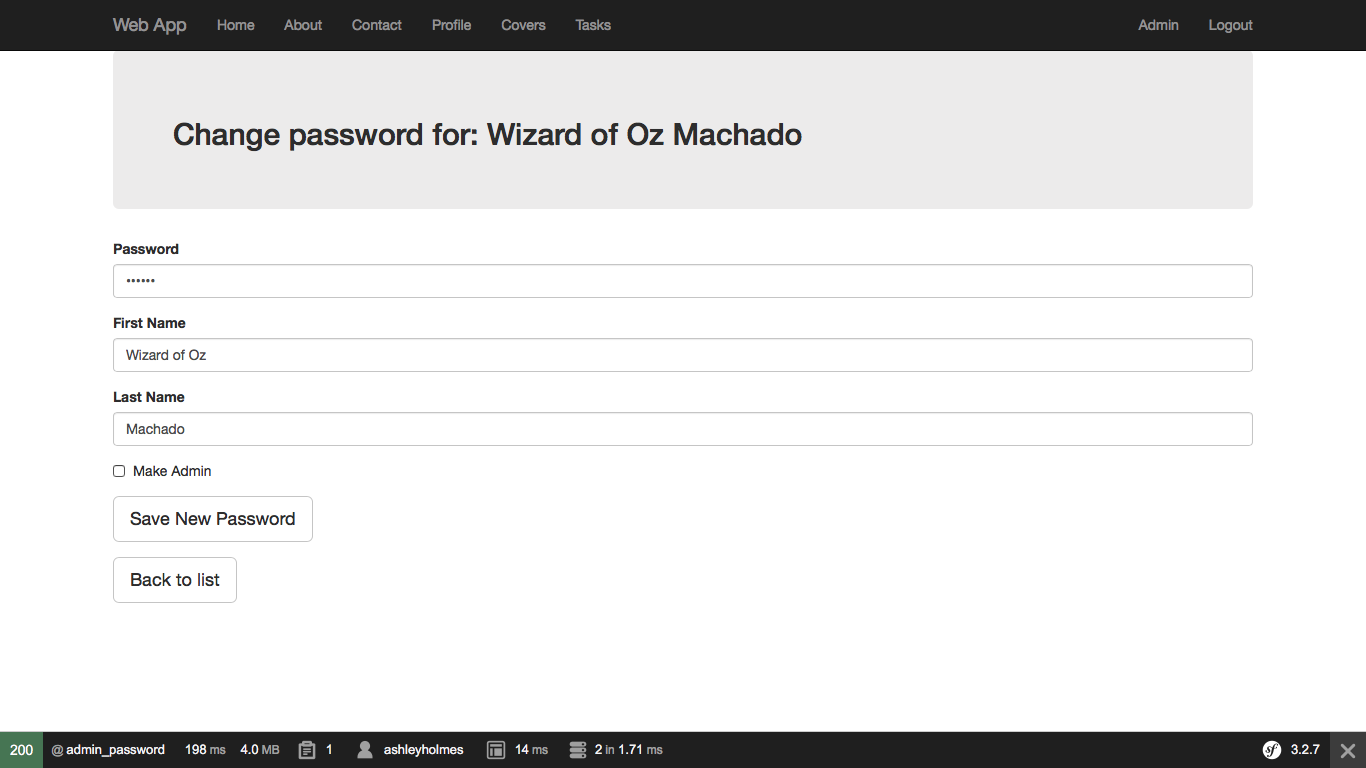 Web App Home About Contact Profile Covers Tasks Admin Logout
Change password for: Wizard of Oz Machado
Password
••••••
First Name
Wizard of Oz
Last Name
Machado
Make Admin
Save New Password
Back to list
200 @ admin_password 198 ms 4.0 MB 1 ashleyholmes 14 ms 2 in 1.71 ms sf 3.2.7